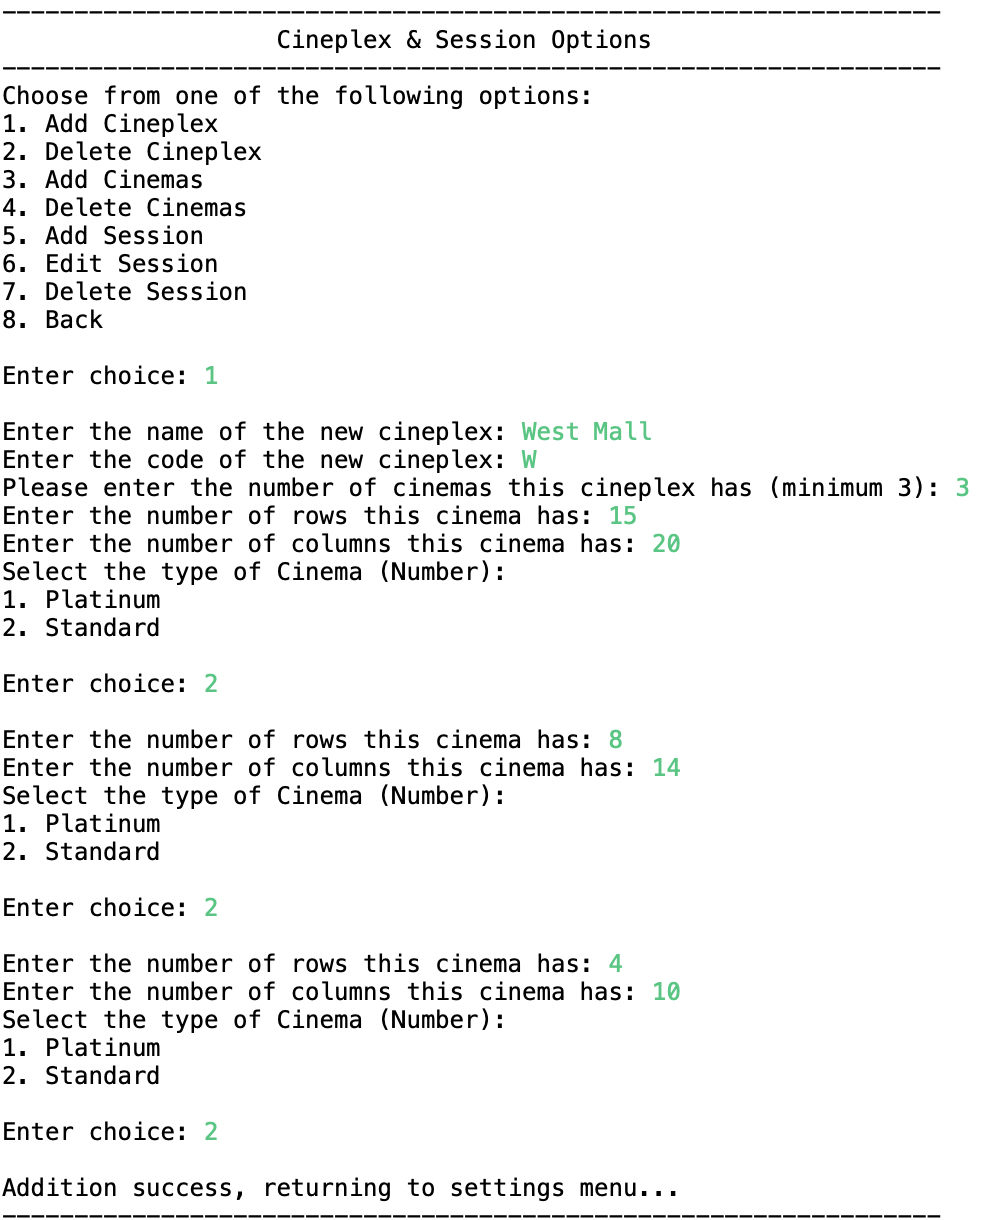 -----------------------------------------------------------------
Cineplex & Session Options
-----------------------------------------------------------------
Choose from one of the following options:
1. Add Cineplex
2. Delete Cineplex
3. Add Cinemas
4. Delete Cinemas
5. Add Session
6. Edit Session
7. Delete Session
8. Back
Enter choice: 1
Enter the name of the new cineplex: West Mall
Enter the code of the new cineplex: W
Please enter the number of cinemas this cineplex has (minimum 3): 3
Enter the number of rows this cinema has: 15
Enter the number of columns this cinema has: 20
Select the type of Cinema (Number):
1. Platinum
2. Standard
Enter choice: 2
Enter the number of rows this cinema has: 8
Enter the number of columns this cinema has: 14
Select the type of Cinema (Number):
1. Platinum
2. Standard
Enter choice: 2
Enter the number of rows this cinema has: 4
Enter the number of columns this cinema has: 10
Select the type of Cinema (Number):
1. Platinum
2. Standard
Enter choice: 2
Addition success, returning to settings menu...
-----------------------------------------------------------------